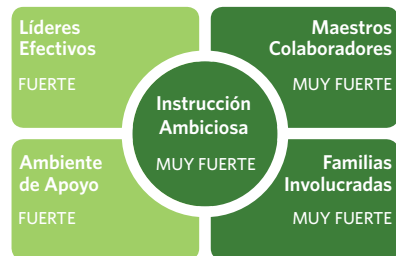 Líderes
Efectivos
FUERTE
Maestros
Colaboradores
MUY FUERTE
Instrucción
Ambiciosa
MUY FUERTE
Ambiente
de Apoyo
FUERTE
Familias
Involucradas
MUY FUERTE